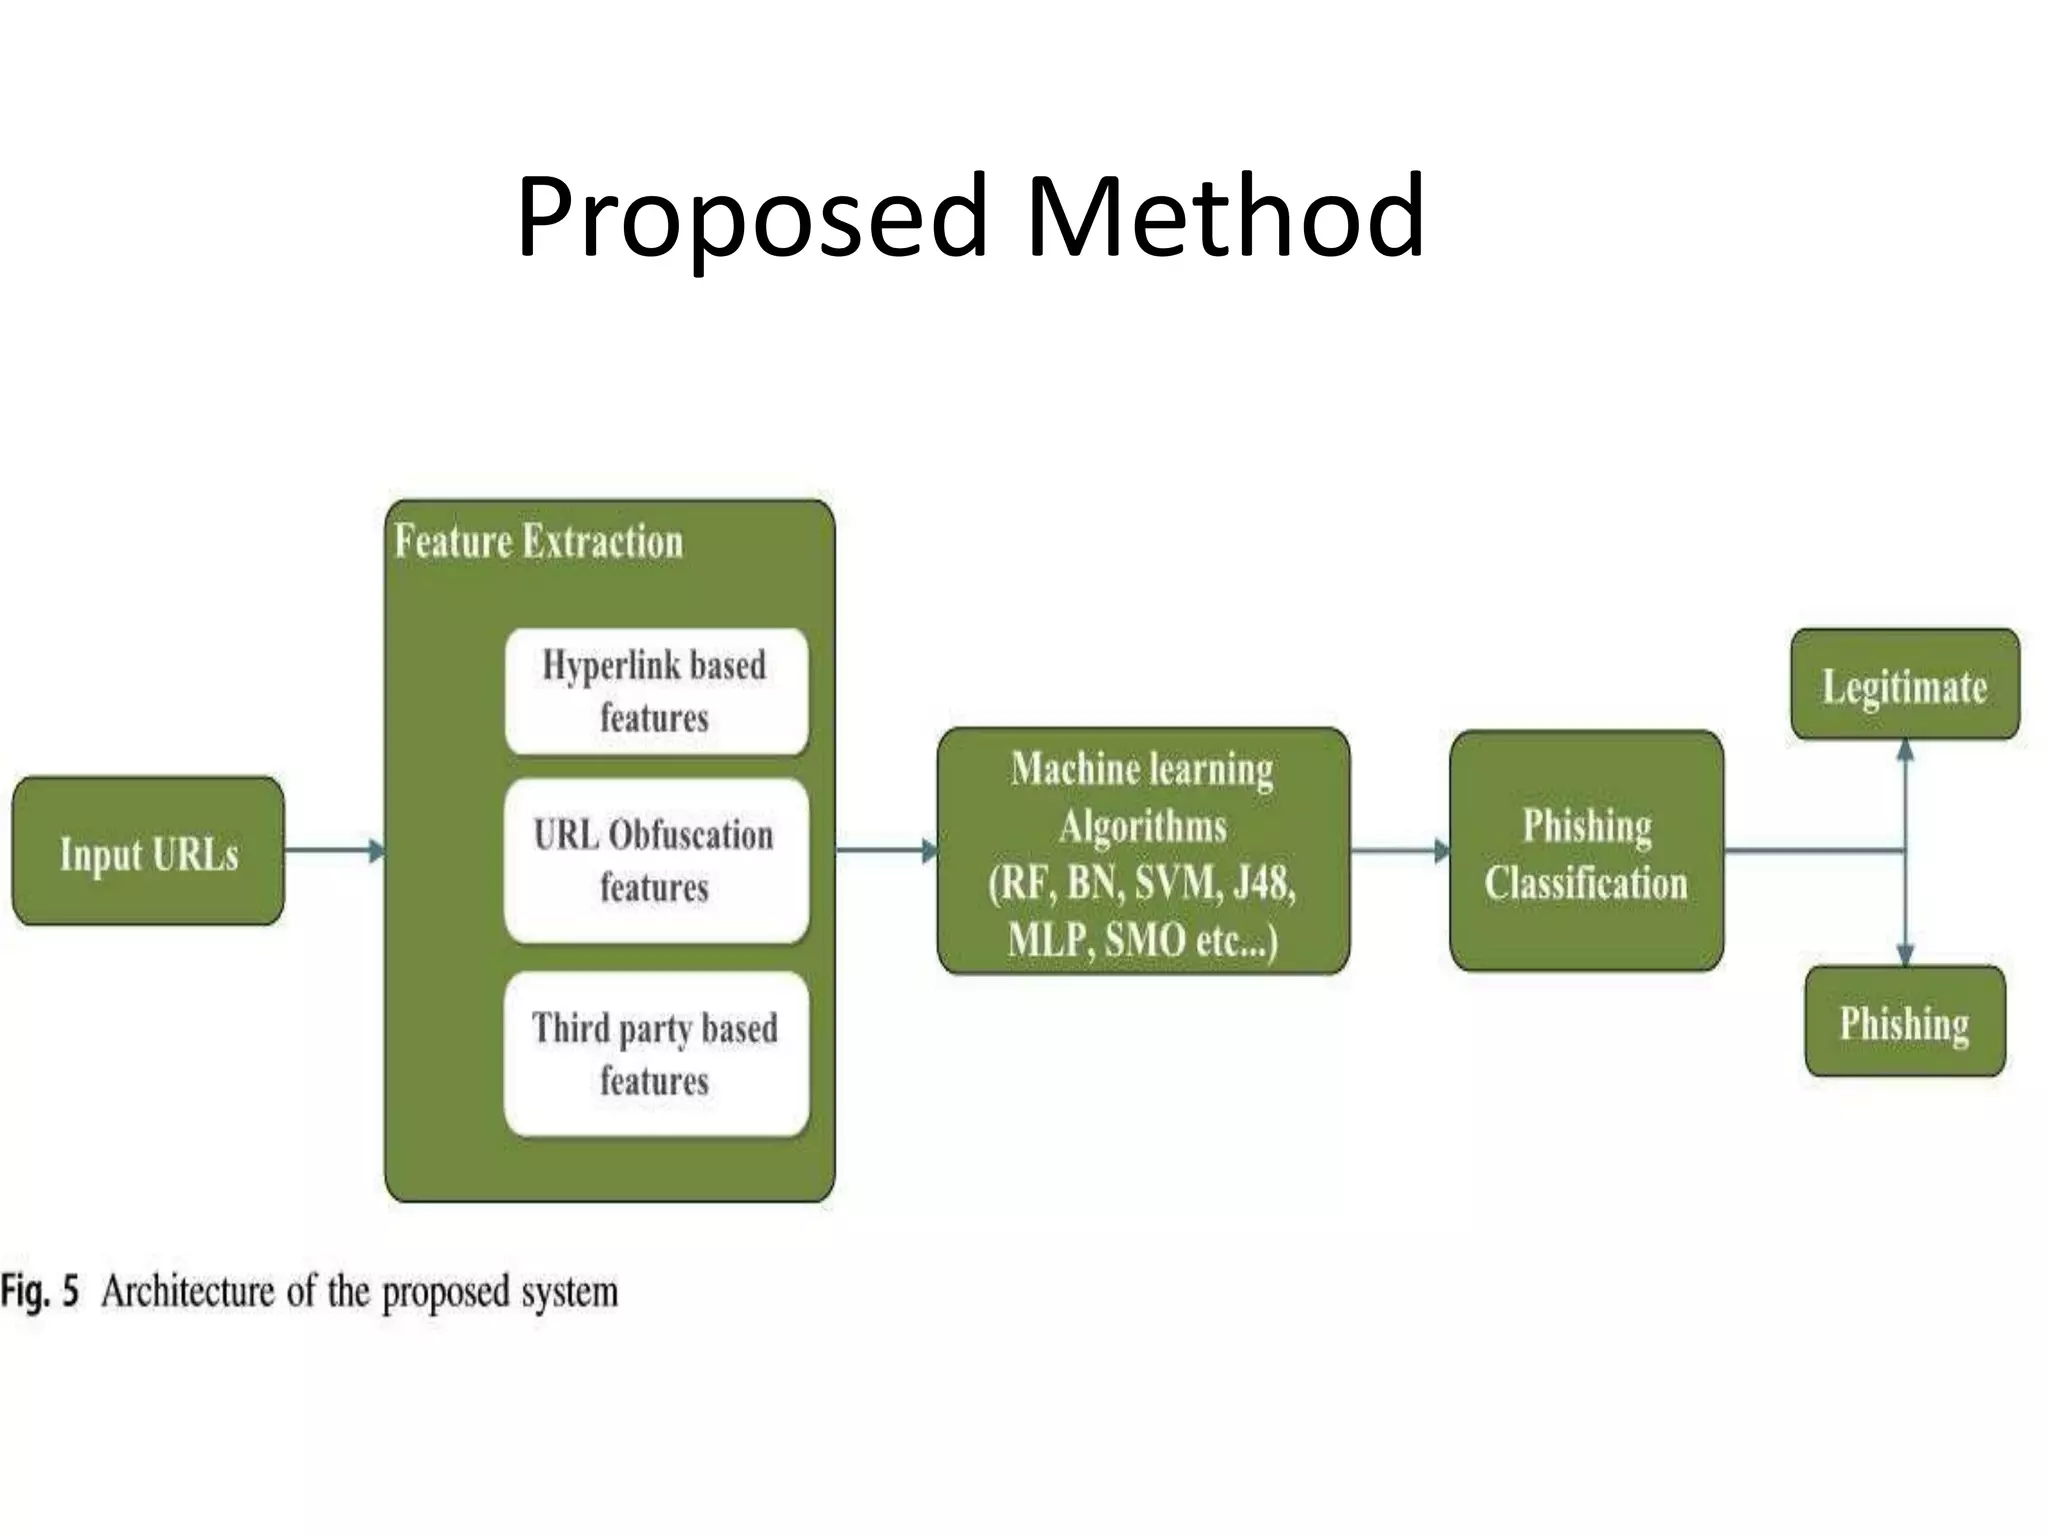 Proposed Method
Feature Extraction
Hyperlink based
features
URL Obfuscation
features
Third party based
features
Input URLs
Machine learning
Algorithms
(RF, BN, SVM, J48,
MLP, SMO etc...)
Phishing
Classification
Legitimate
Phishing
Fig. 5 Architecture of the proposed system